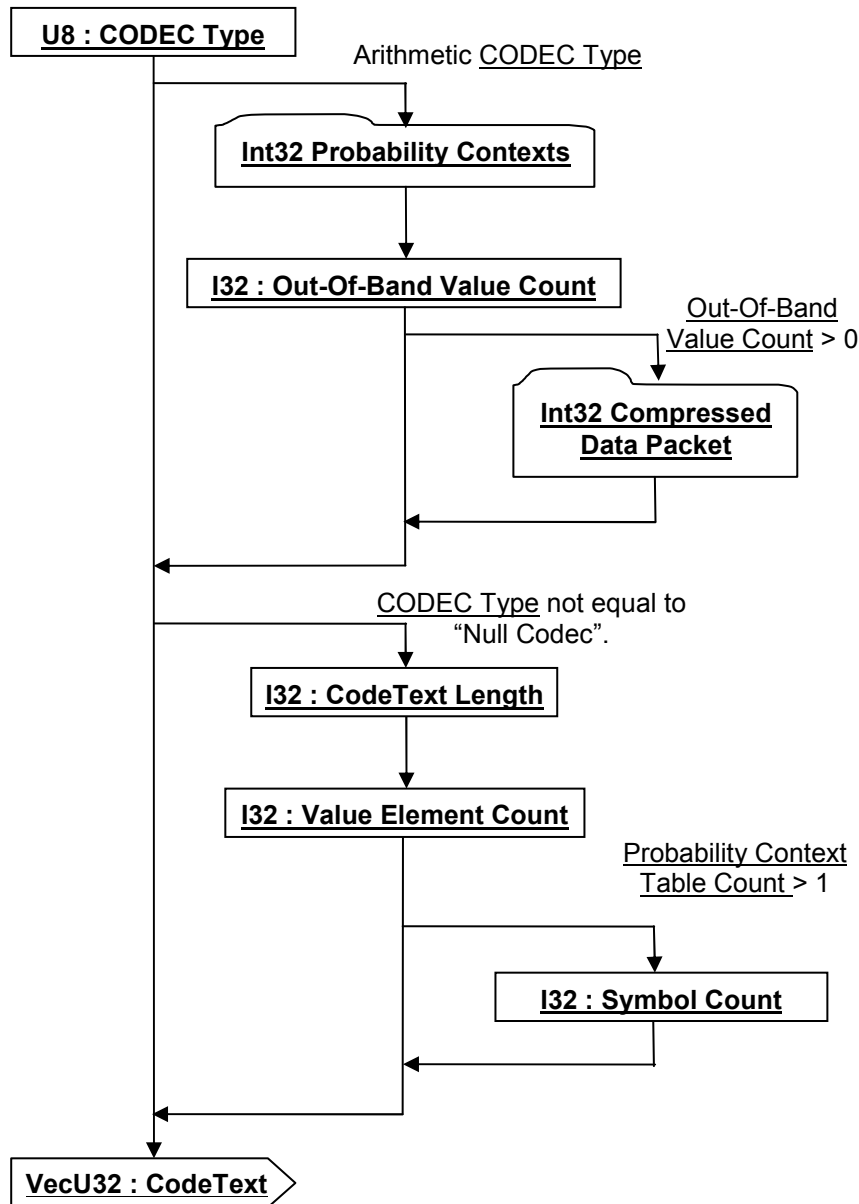 U8 : CODEC Type
Arithmetic CODEC Type
Int32 Probability Contexts
I32 : Out-Of-Band Value Count
Out-Of-Band
Value Count > 0
Int32 Compressed
Data Packet
CODEC Type not equal to
“Null Codec”.
I32 : CodeText Length
I32 : Value Element Count
Probability Context
Table Count > 1
I32 : Symbol Count
VecU32 : CodeText